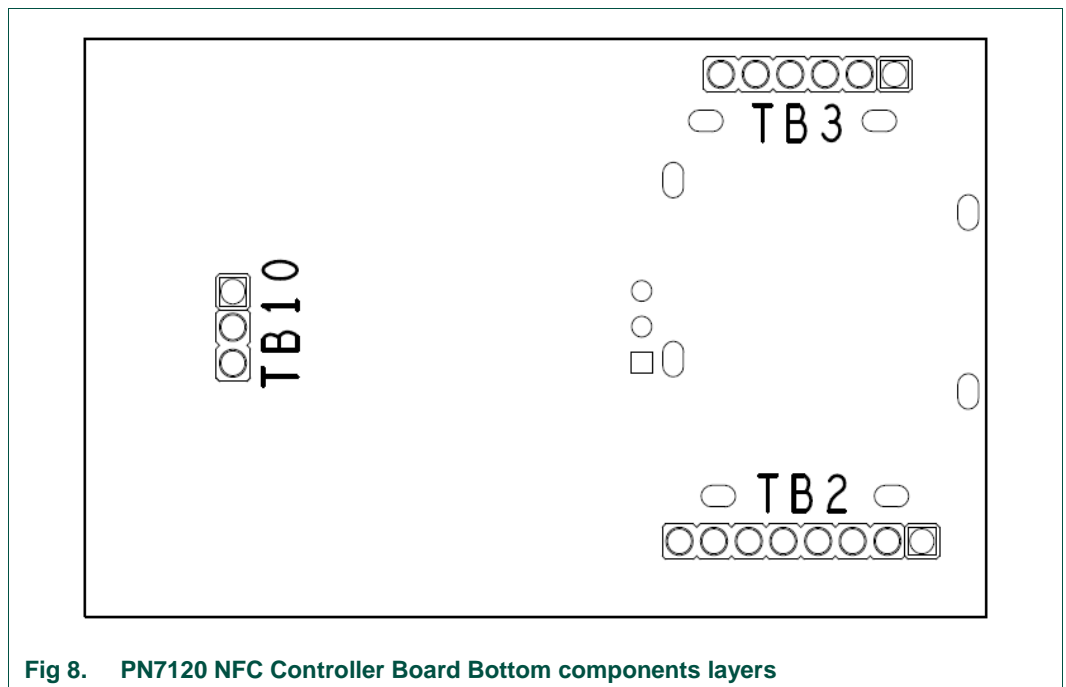 TB3
TB10
TB2
Fig 8. PN7120 NFC Controller Board Bottom components layers